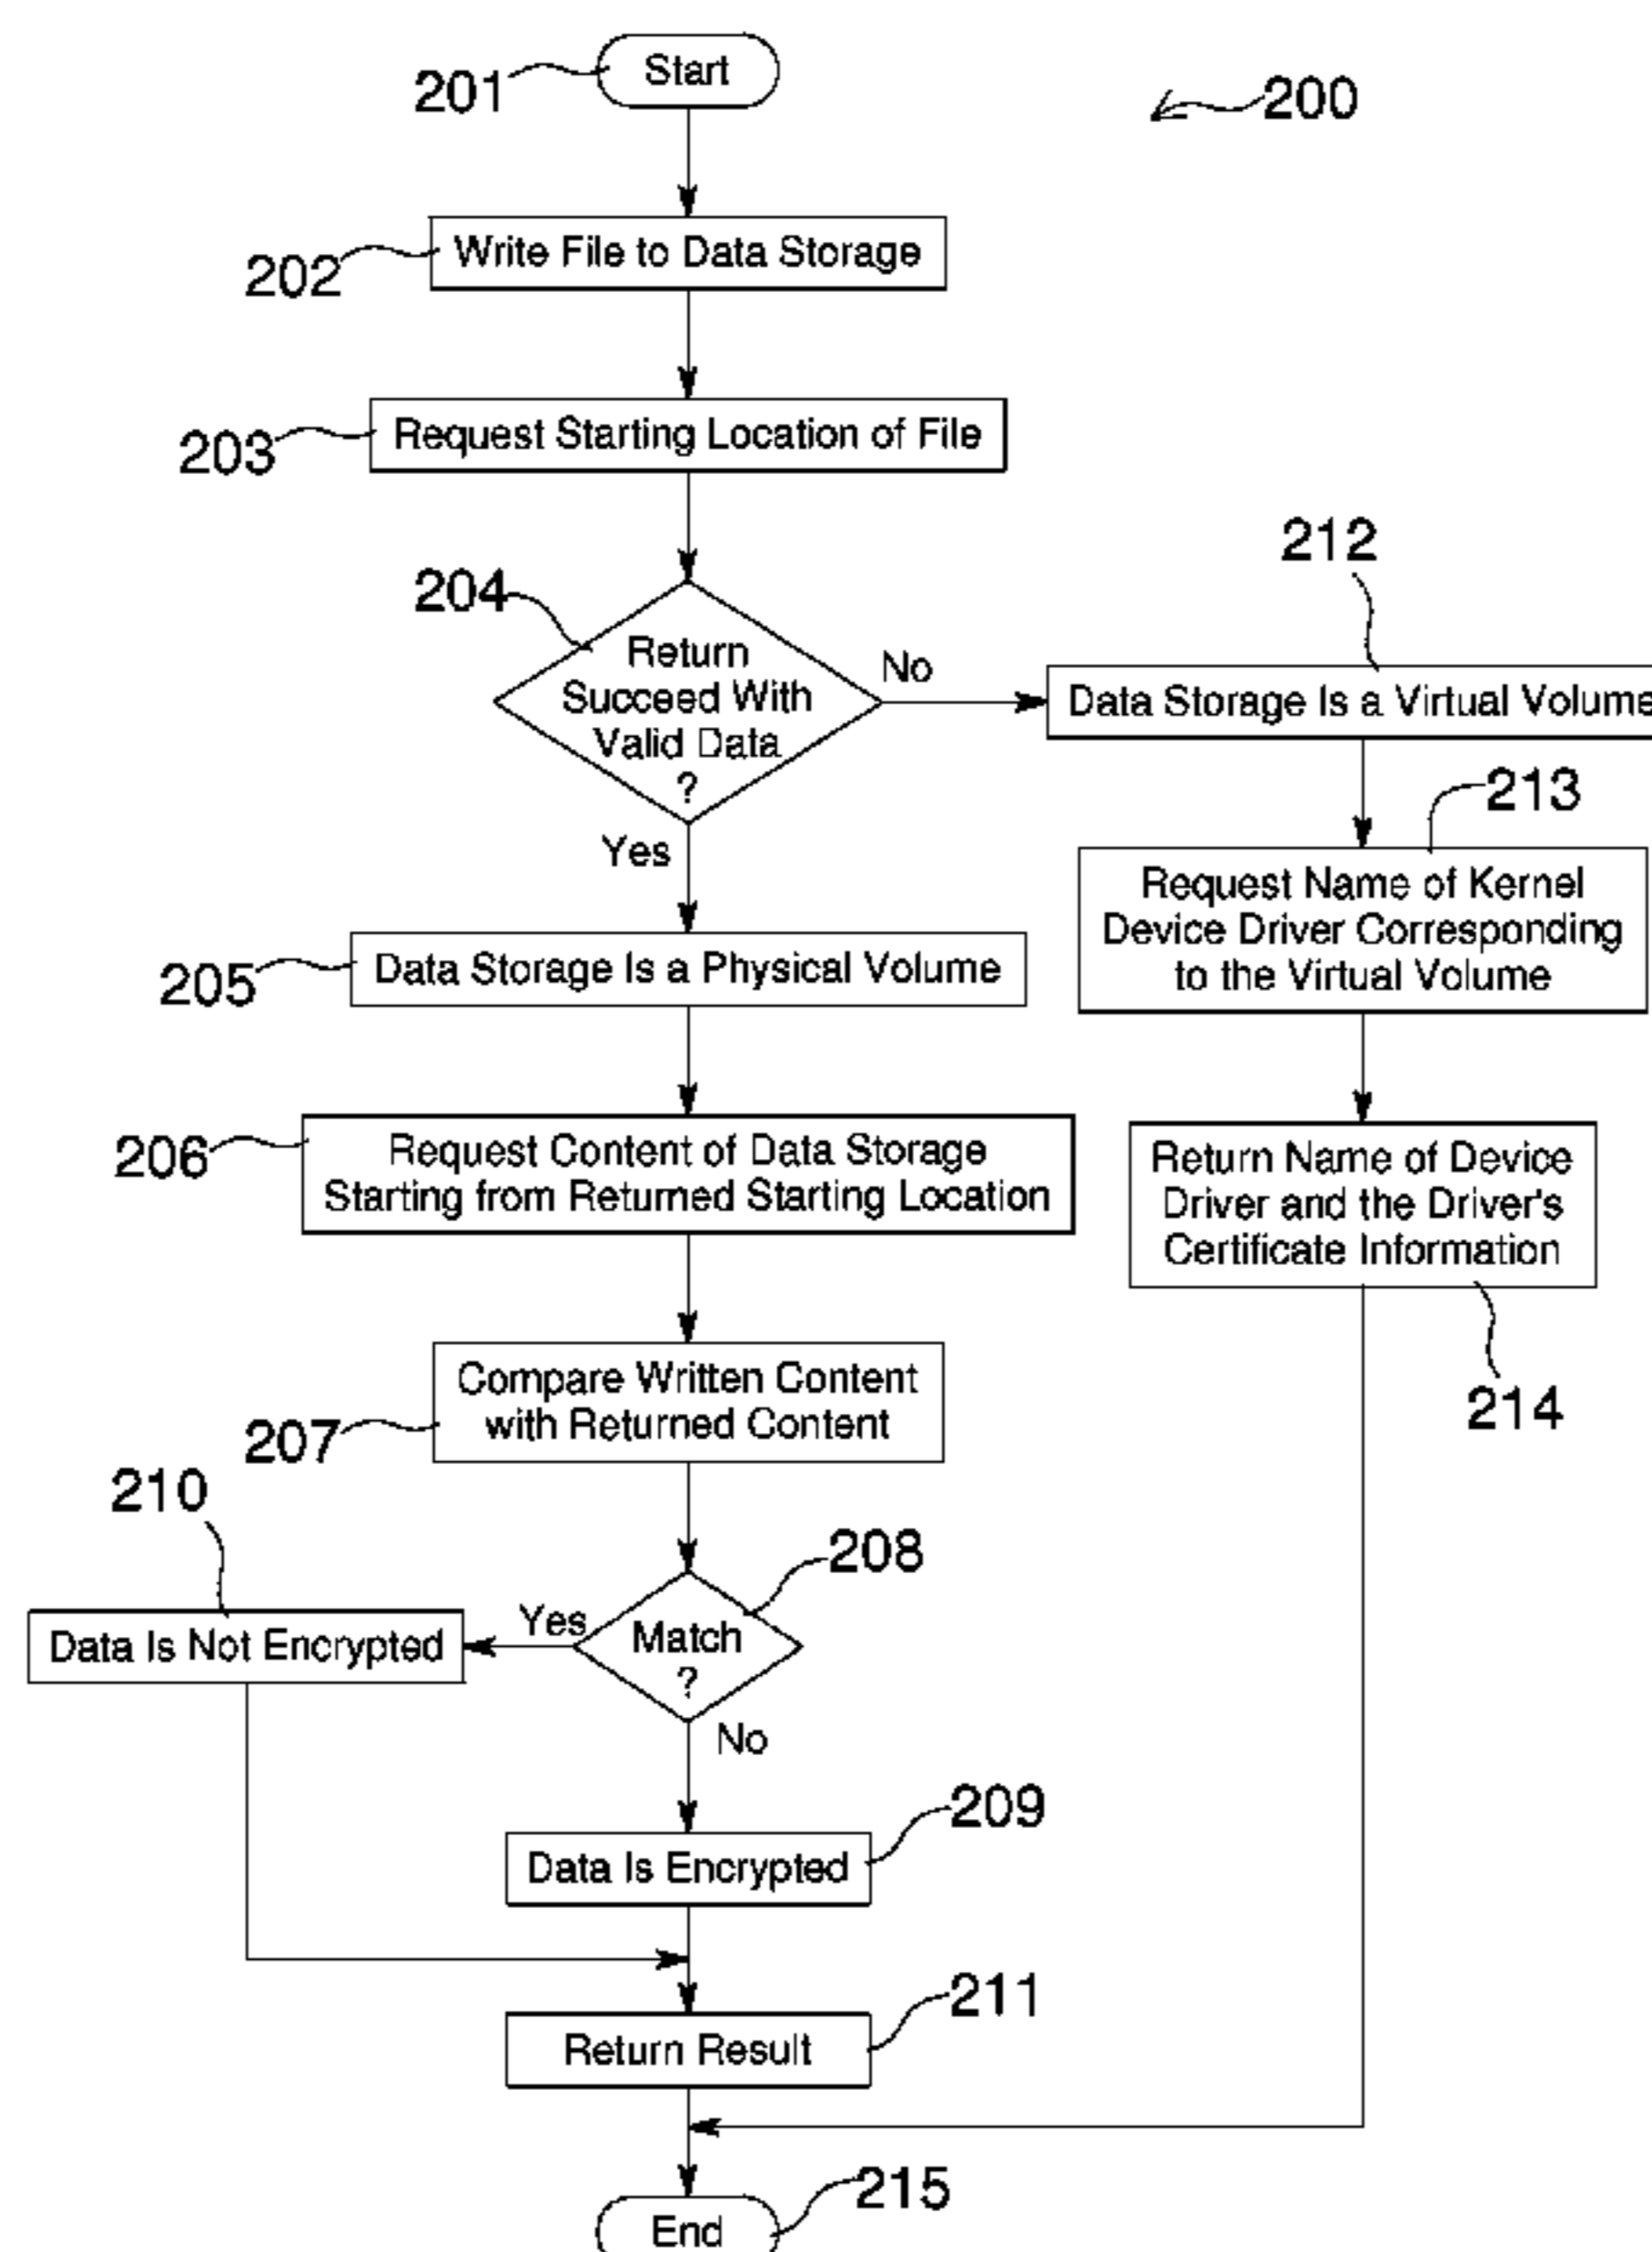 201
Start
200
202
Write File to Data Storage
203
Request Starting Location of File
204
Return
Succeed With
Valid Data
?
No
Yes
212
Data Storage Is a Virtual Volume
213
Request Name of Kernel
Device Driver Corresponding
to the Virtual Volume
205
Data Storage Is a Physical Volume
206
Request Content of Data Storage
Starting from Returned Starting Location
Return Name of Device
Driver and the Driver's
Certificate Information
214
207
Compare Written Content
with Returned Content
210
Data Is Not Encrypted
Yes
208
Match
?
No
209
Data Is Encrypted
211
Return Result
215
End